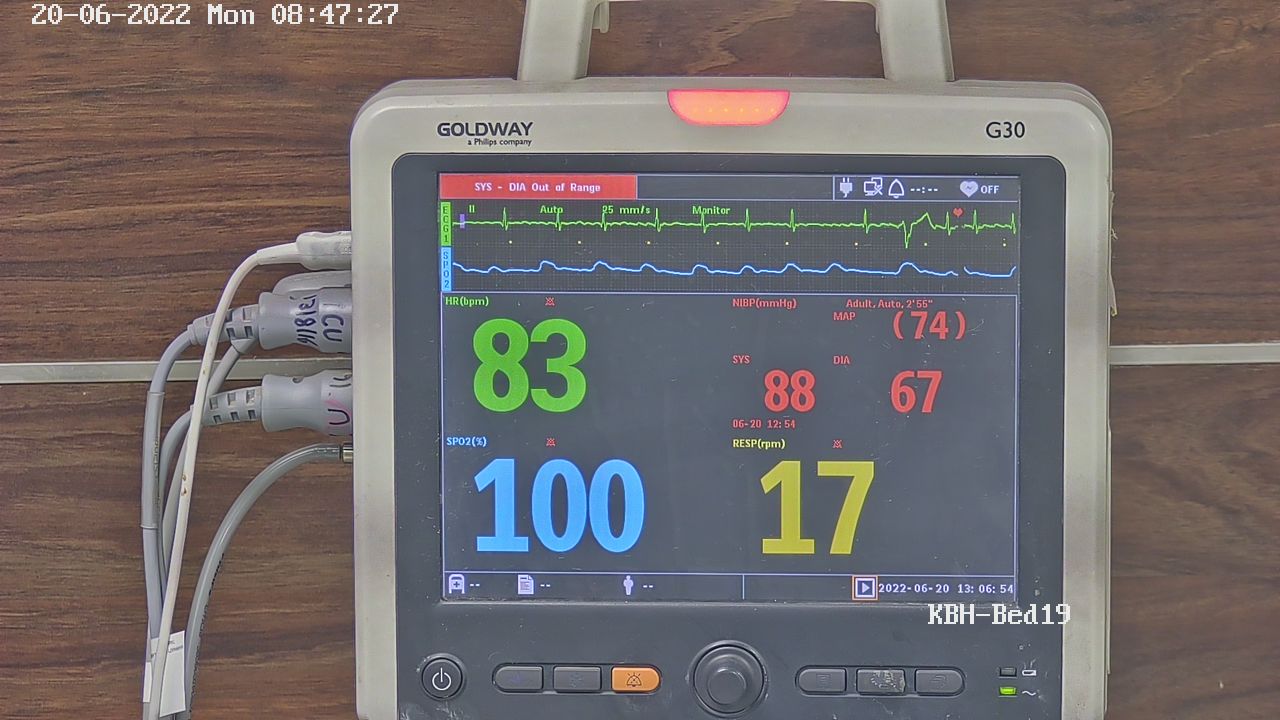 20-06-2022 Mon 08:47:27
GOLDWAY
a Philips company
G30
SYS - DIA Out of Range
--:--
OFF
ECG1
II Auto 25 mm/s Monitor
SPO2
HR(bpm)
83
NIBP(mmHg) Adult, Auto, 2'55"
MAP (74)
SYS 88
DIA 67
06-20 12:54
SPO2(%)
100
RESP(rpm)
17
-- -- --
2022-06-20 13:06:54
KBH-Bed19